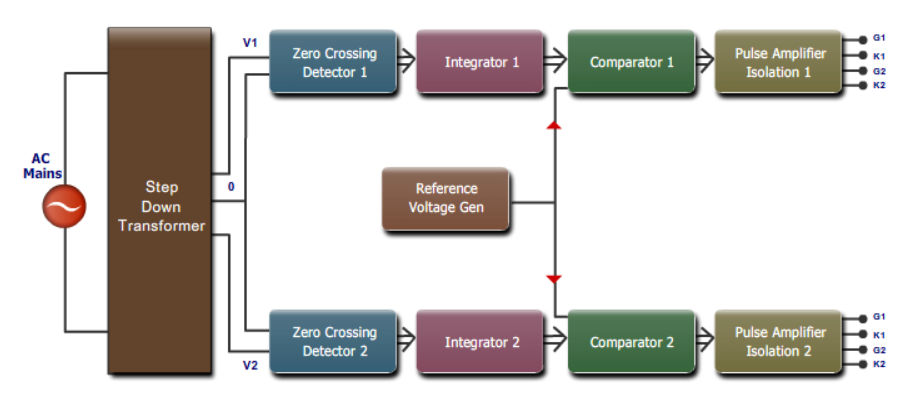 V1
Zero Crossing
Detector 1
Integrator 1
Comparator 1
Pulse Amplifier
Isolation 1
G1
K1
G2
K2
AC
Mains
Step
Down
Transformer
0
Reference
Voltage Gen
V2
Zero Crossing
Detector 2
Integrator 2
Comparator 2
Pulse Amplifier
Isolation 2
G1
K1
G2
K2